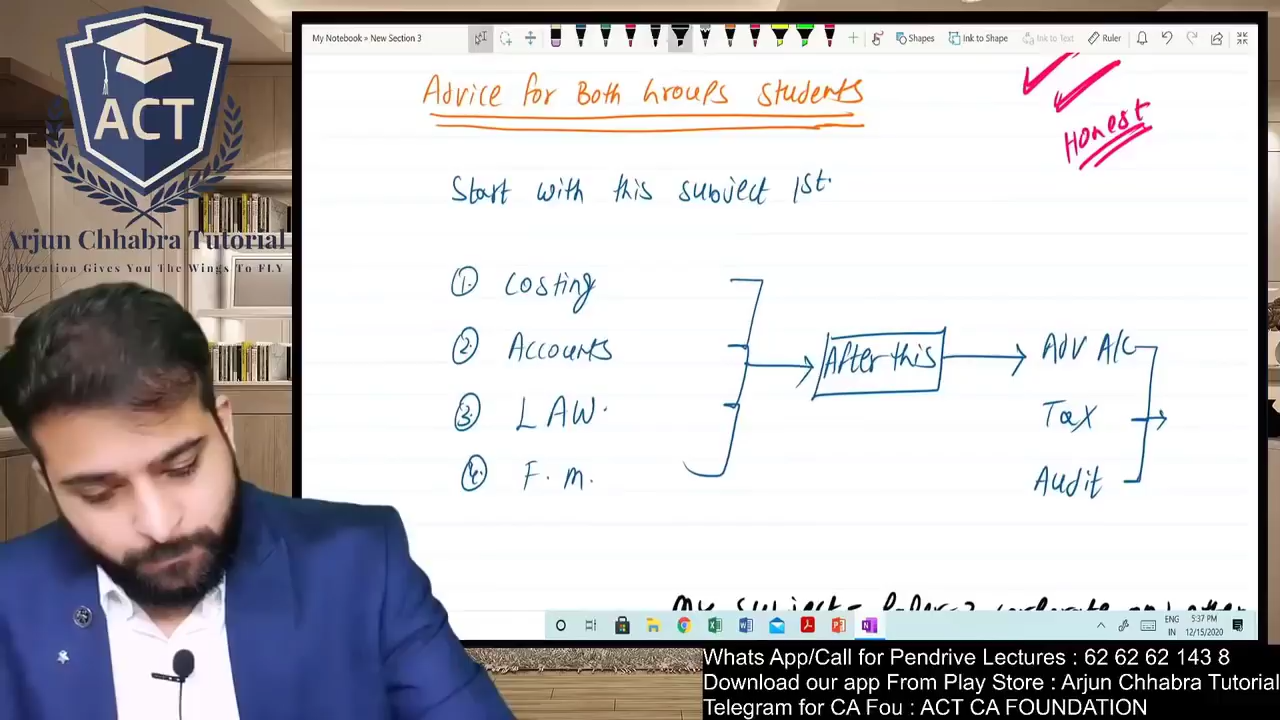 My Notebook » New Section 3
Shapes
Ink to Shape
Ink to Text
Ruler
ACT
Arjun Chhabra Tutorial
Education Gives You The Wings To FLY
Advice for Both Groups students
Honest
Start with this subject 1st.
① Costing
② Accounts
③ LAW.
④ F.M.
After this
Adv A/C
Tax
Audit
My subject -
ENG
IN
5:37 PM
12/15/2020
Whats App/Call for Pendrive Lectures : 62 62 62 143 8
Download our app From Play Store : Arjun Chhabra Tutorial
Telegram for CA Fou : ACT CA FOUNDATION